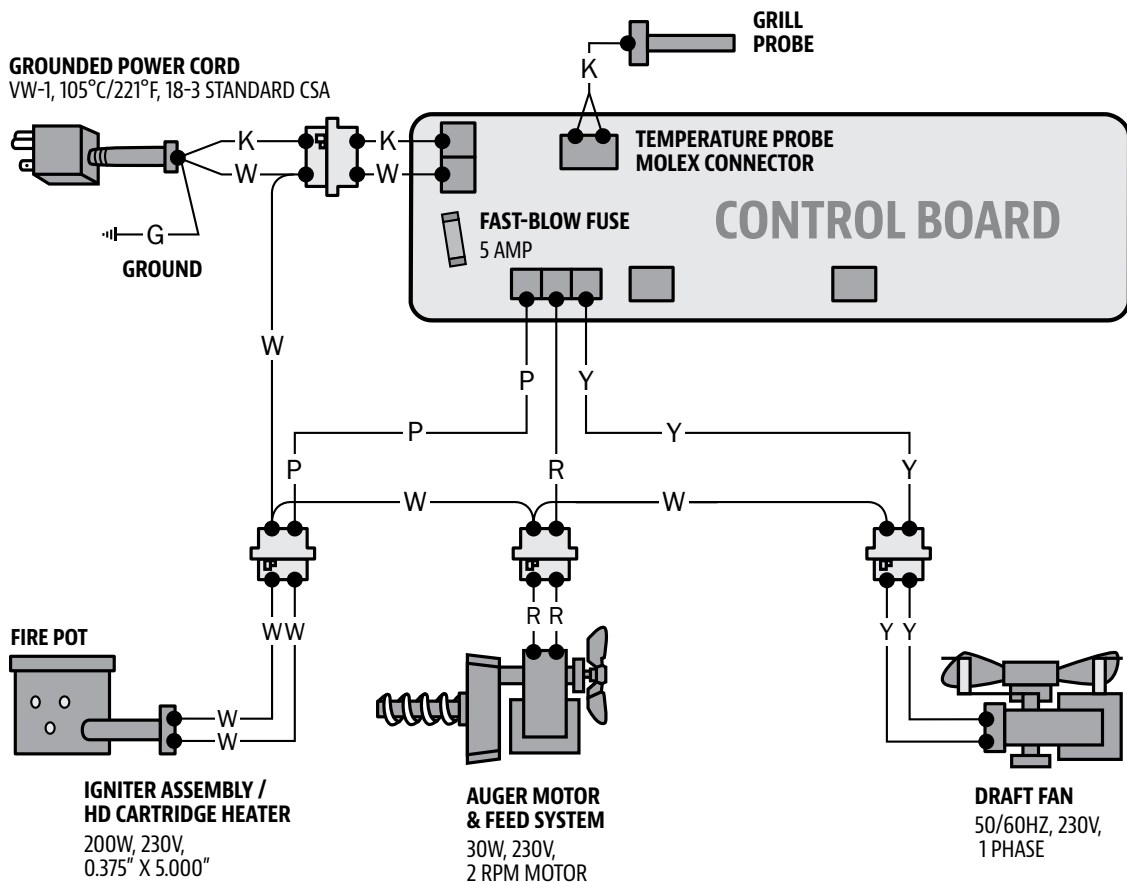 GRILL
PROBE
GROUNDED POWER CORD
VW-1, 105°C/221°F, 18-3 STANDARD CSA
K
K
K
W
W
TEMPERATURE PROBE
MOLEX CONNECTOR
CONTROL BOARD
FAST-BLOW FUSE
5 AMP
G
GROUND
W
P
Y
P
Y
P
R
Y
W
W
R R
W W
Y Y
FIRE POT
W
W
IGNITER ASSEMBLY /
HD CARTRIDGE HEATER
200W, 230V,
0.375" X 5.000"
AUGER MOTOR
& FEED SYSTEM
30W, 230V,
2 RPM MOTOR
DRAFT FAN
50/60HZ, 230V,
1 PHASE